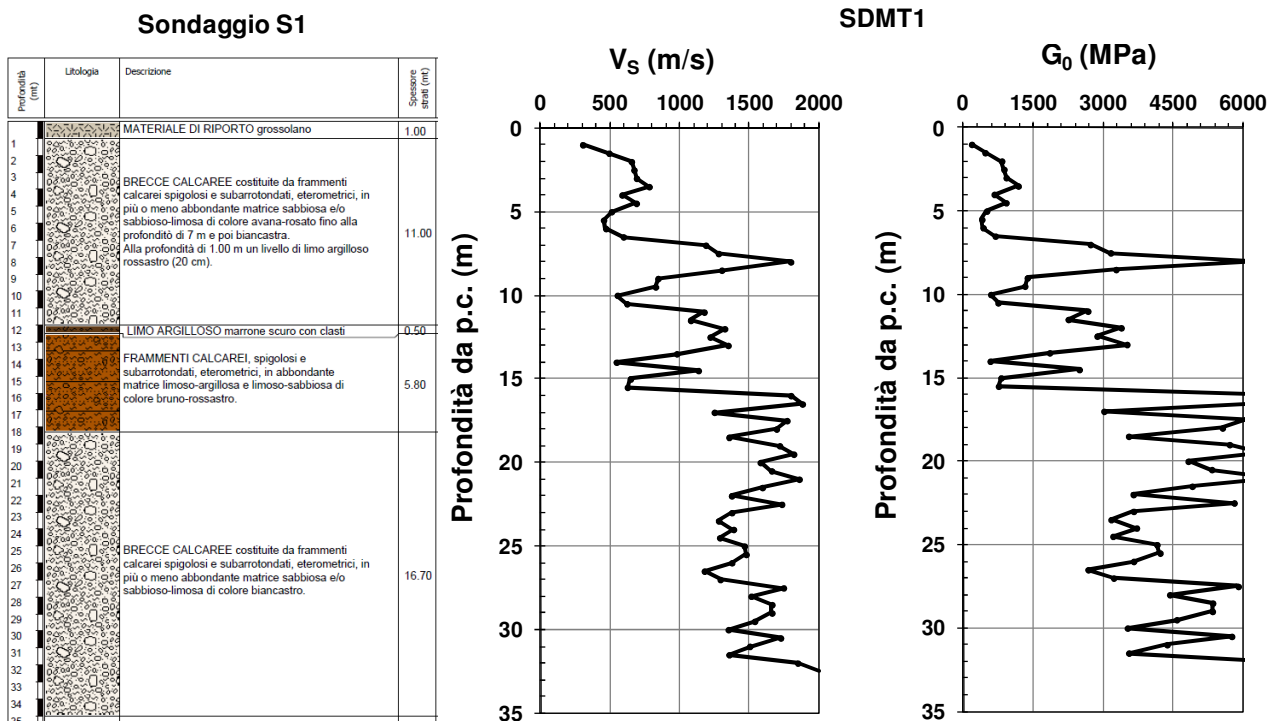 Sondaggio S1
Profondità
(mt)
Litologia
Descrizione
Spessore
strati (mt)
MATERIALE DI RIPORTO grossolano
1.00
BRECCE CALCAREE costituite da frammenti
calcarei spigolosi e subarrotondati, eterometrici, in
più o meno abbondante matrice sabbiosa e/o
sabbioso-limosa di colore avana-rosato fino alla
profonditò di 7 m e poi biancastra.
Alla profondità di 1.00 m un livello di limo argilloso
rossastro (20 cm).
11.00
LIMO ARGILLOSO marrone scuro con clasti
0.50
FRAMMENTI CALCAREI, spigolosi e
subarrotondati, eterometrici, in abbondante
matrice limoso-argillosa e limoso-sabbiosa di
colore bruno-rossastro.
5.80
BRECCE CALCAREE costituite da frammenti
calcarei spigolosi e subarrotondati, eterometrici, in
più o meno abbondante matrice sabbiosa e/o
sabbioso-limosa di colore biancastro.
16.70
1
2
3
4
5
6
7
8
9
10
11
12
13
14
15
16
17
18
19
20
21
22
23
24
25
26
27
28
29
30
31
32
33
34
35
SDMT1
VS (m/s)
0 500 1000 1500 2000
Profondità da p.c. (m)
0
5
10
15
20
25
30
35
G0 (MPa)
0 1500 3000 4500 6000
Profondità da p.c. (m)
0
5
10
15
20
25
30
35